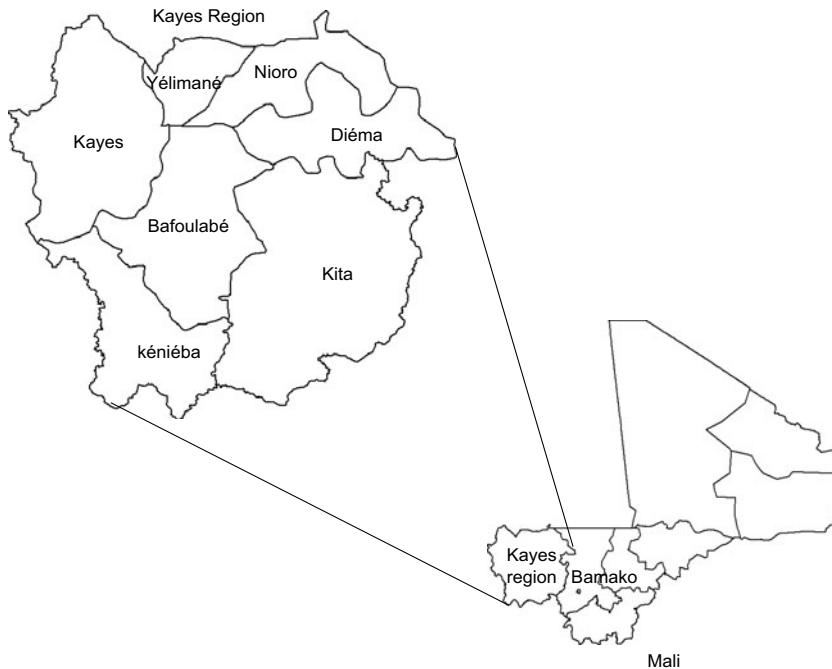 Kayes Region
Yélimané
Nioro
Kayes
Diéma
Bafoulabé
Kita
kéniéba
Kayes
region
Bamako
Mali